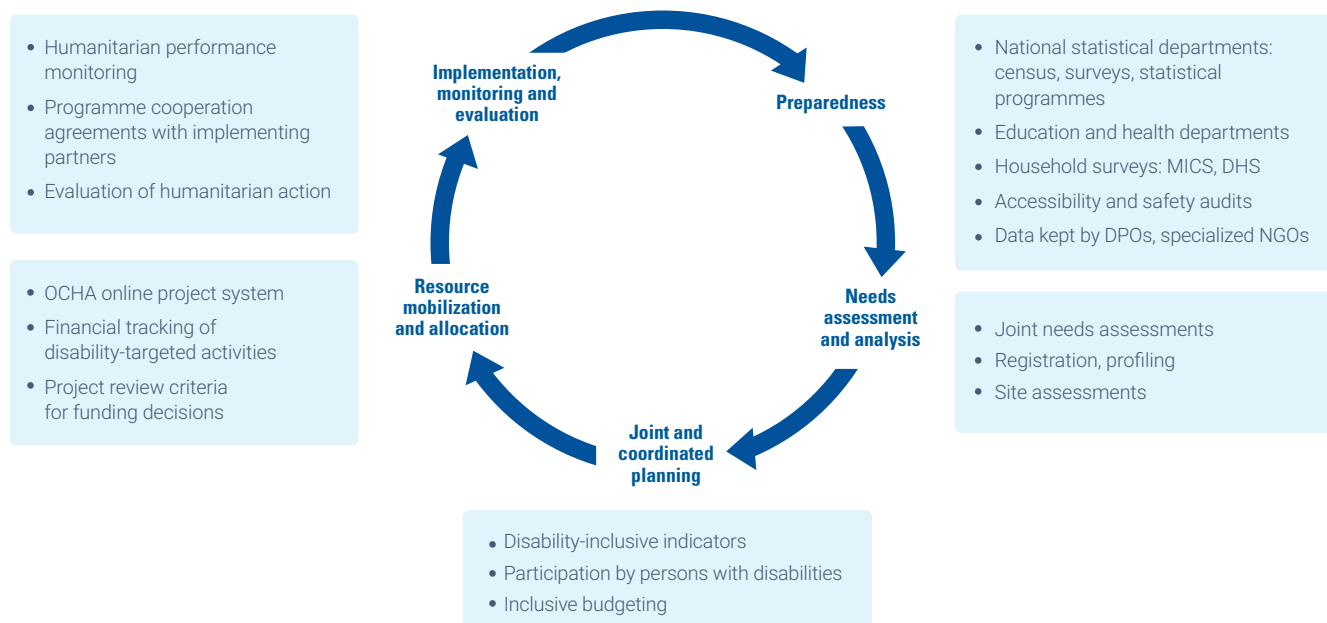 Humanitarian performance
monitoring
Programme cooperation
agreements with implementing
partners
Evaluation of humanitarian action
OCHA online project system
Financial tracking of
disability-targeted activities
Project review criteria
for funding decisions
Implementation,
monitoring and
evaluation
Preparedness
Resource
mobilization
and allocation
Needs
assessment
and analysis
Joint and
coordinated
planning
National statistical departments:
census, surveys, statistical
programmes
Education and health departments
Household surveys: MICS, DHS
Accessibility and safety audits
Data kept by DPOs, specialized NGOs
Joint needs assessments
Registration, profiling
Site assessments
Disability-inclusive indicators
Participation by persons with disabilities
Inclusive budgeting